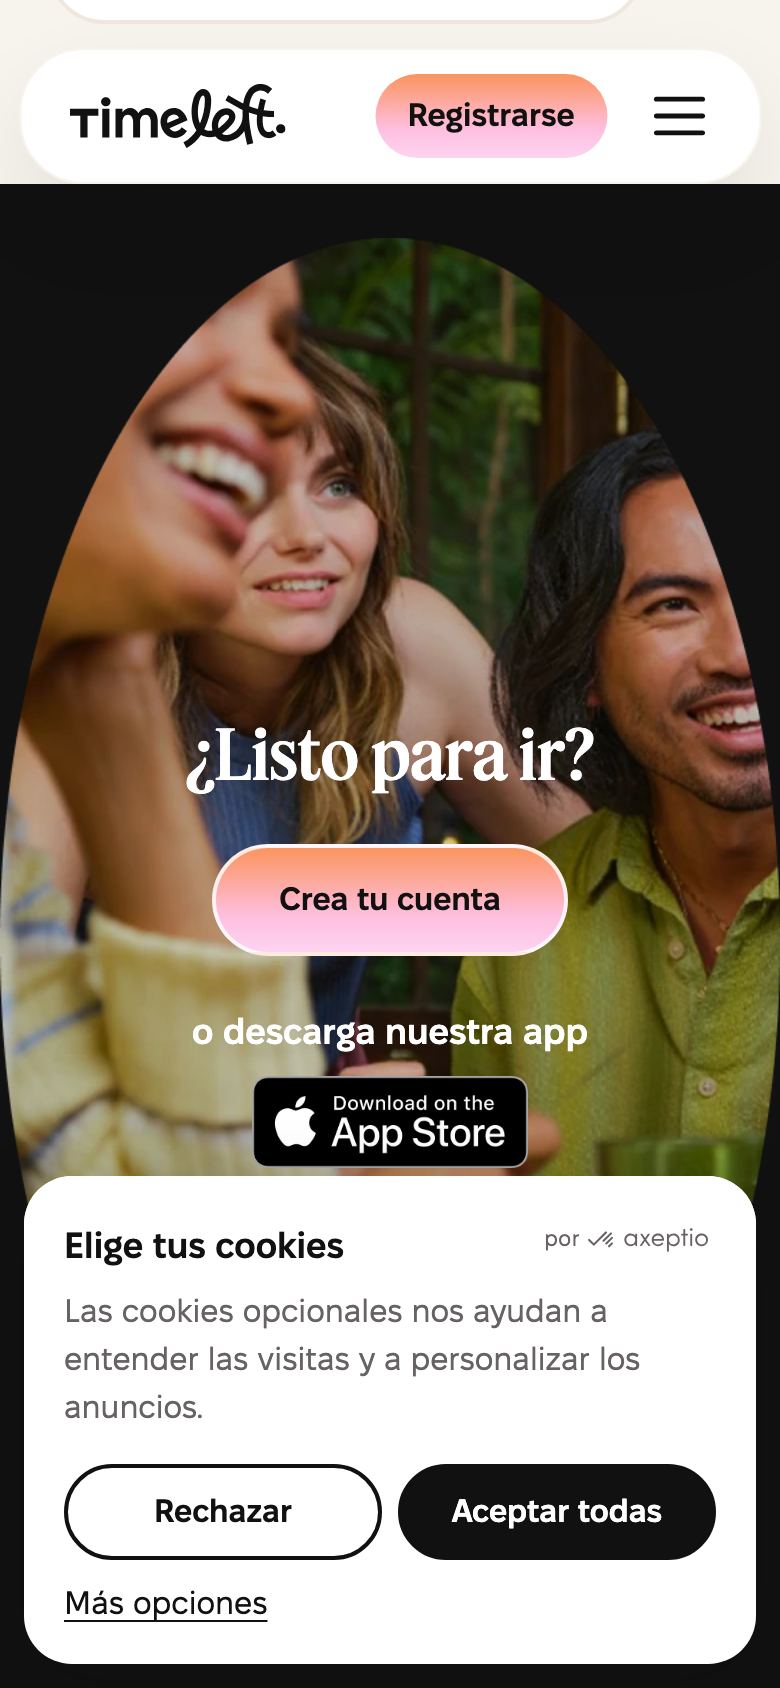 Timeleft.
Registrarse
¿Listo para ir?
Crea tu cuenta
o descarga nuestra app
Download on the
App Store
Elige tus cookies
por axeptio
Las cookies opcionales nos ayudan a
entender las visitas y a personalizar los
anuncios.
Rechazar
Aceptar todas
Más opciones